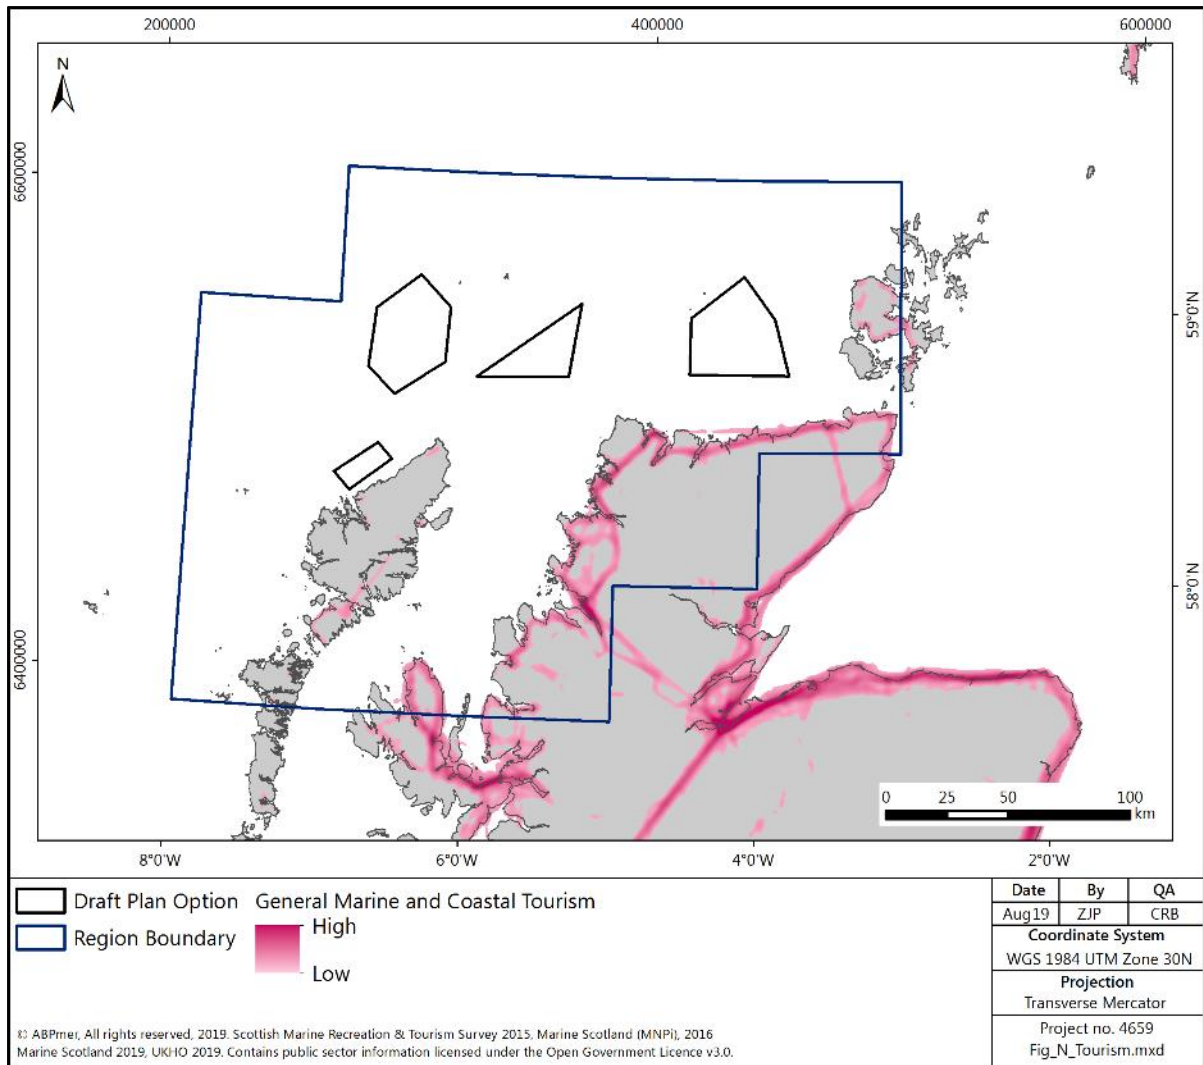 200000 400000 600000
N
6600000
59°0'N
58°0'N
6400000
0 25 50 100
km
8°0'W 6°0'W 4°0'W 2°0'W
Draft Plan Option General Marine and Coastal Tourism
Region Boundary High
Low
Date By QA
Aug19 ZJP CRB
Coordinate System
WGS 1984 UTM Zone 30N
Projection
Transverse Mercator
Project no. 4659
Fig_N_Tourism.mxd
© ABPmer, All rights reserved, 2019. Scottish Marine Recreation & Tourism Survey 2015, Marine Scotland (MNPi), 2016
Marine Scotland 2019, UKHO 2019. Contains public sector information licensed under the Open Government Licence v3.0.